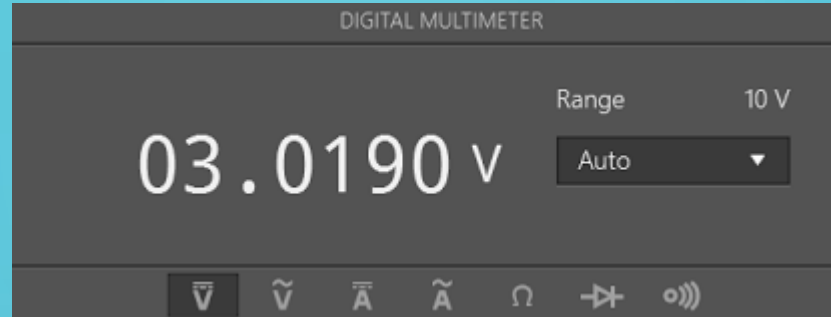 DIGITAL MULTIMETER
Range 10 V
03.0190 V
Auto
V V A A Ω